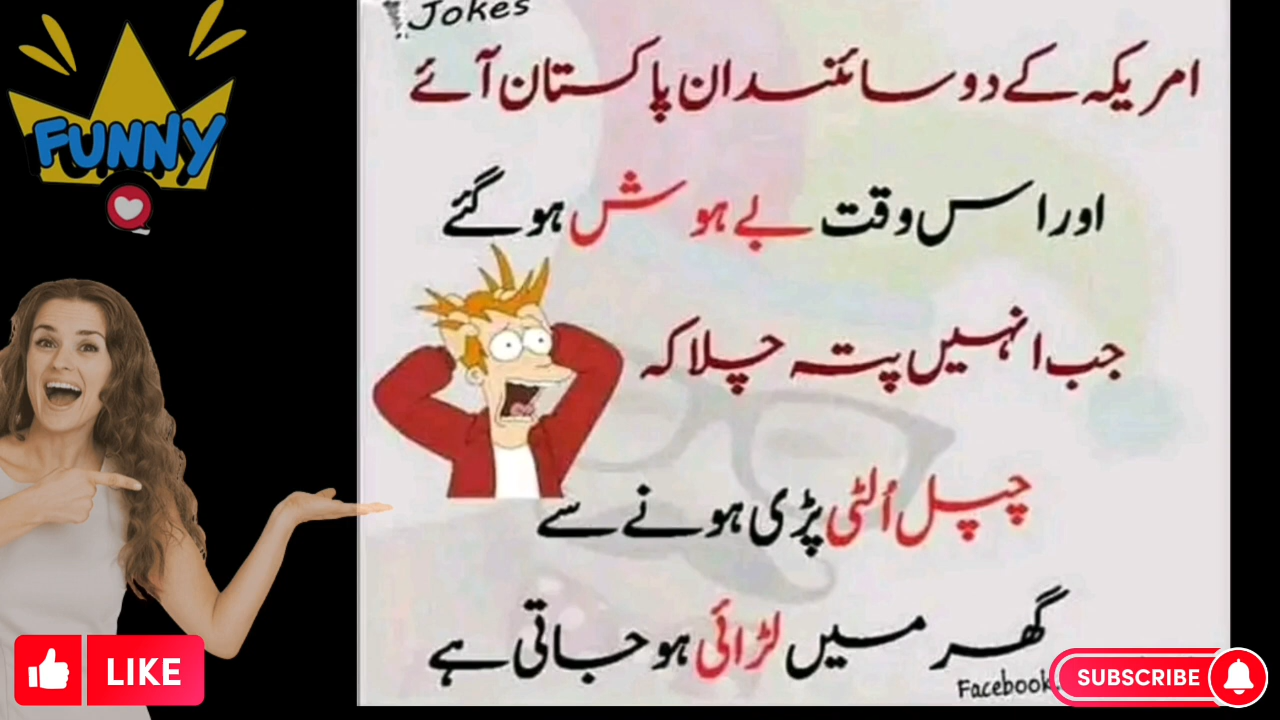 Jokes
FUNNY
امریکہ کے دو سائنسدان پاکستان آئے
اور اس وقت بے ہوش ہو گئے
جب انہیں پتہ چلا کہ
چپل اُلٹی پڑی ہونے سے
گھر میں لڑائی ہو جاتی ہے
Facebook.
LIKE
SUBSCRIBE